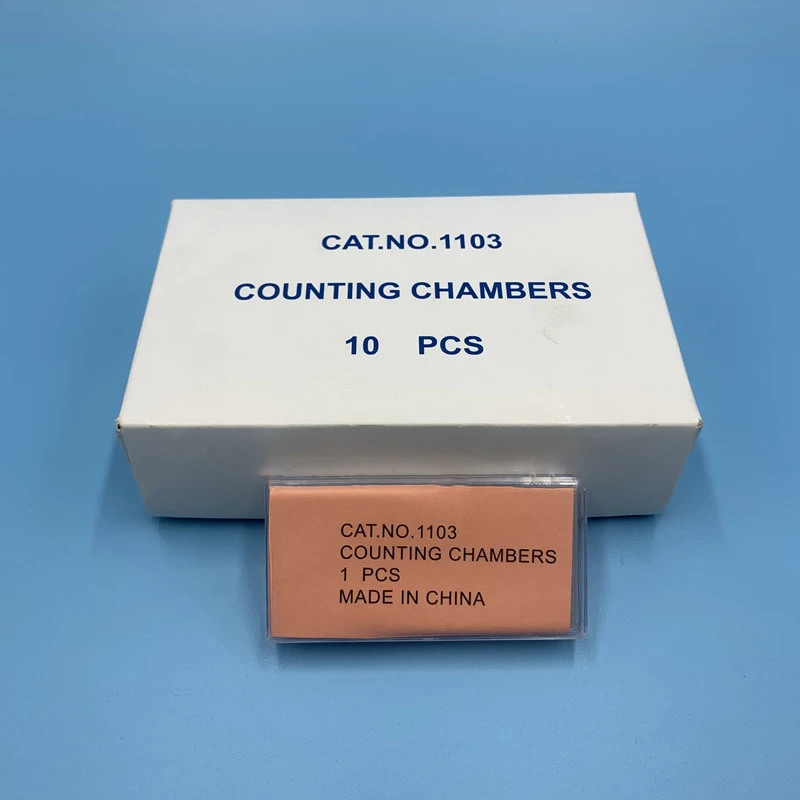 CAT.NO.1103
COUNTING CHAMBERS
10 PCS
CAT.NO.1103
COUNTING CHAMBERS
1 PCS
MADE IN CHINA